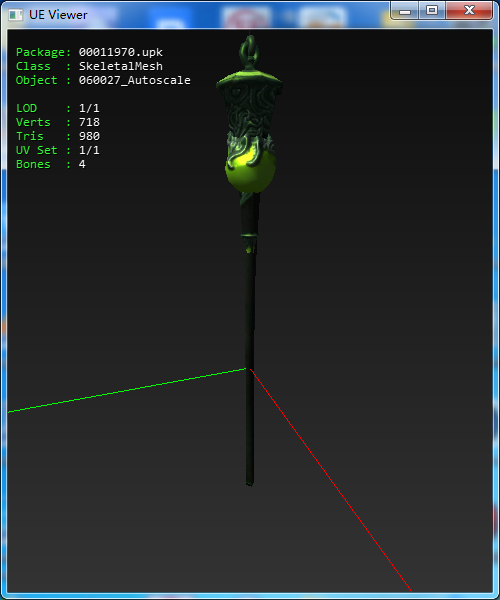 UE Viewer
Package: 00011970.upk
Class : SkeletalMesh
Object : 060027_Autoscale
LOD : 1/1
Verts : 718
Tris : 980
UV Set : 1/1
Bones : 4